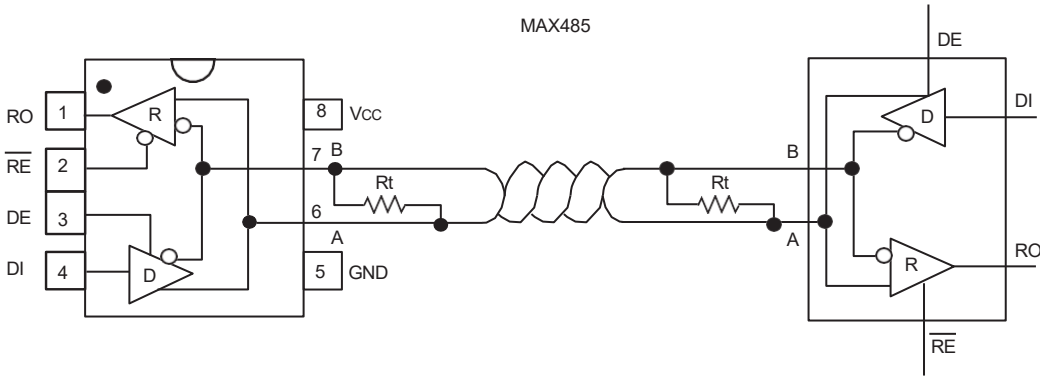 MAX485
DE
RO 1 R 8 Vcc D DI
RE 2 7 B B
Rt Rt
DE 3 6
A A
DI 4 D 5 GND R RO
RE